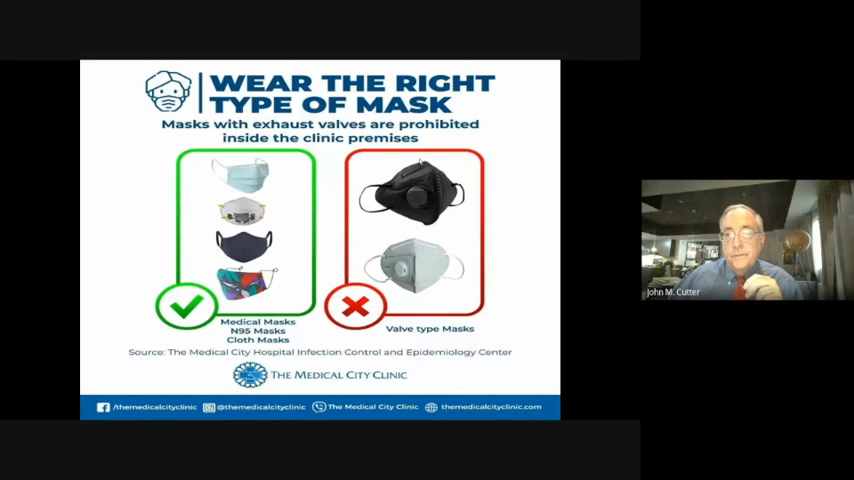 WEAR THE RIGHT
TYPE OF MASK
Masks with exhaust valves are prohibited
inside the clinic premises
Medical Masks
N95 Masks
Cloth Masks
Valve type Masks
Source: The Medical City Hospital Infection Control and Epidemiology Center
THE MEDICAL CITY CLINIC
/themedicalcityclinic @themedicalcityclinic The Medical City Clinic themedicalcityclinic.com
John M. Cutter